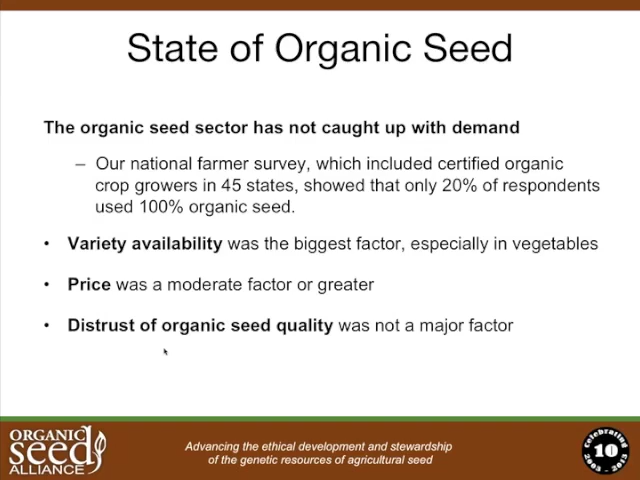 State of Organic Seed
The organic seed sector has not caught up with demand
– Our national farmer survey, which included certified organic
crop growers in 45 states, showed that only 20% of respondents
used 100% organic seed.
• Variety availability was the biggest factor, especially in vegetables
• Price was a moderate factor or greater
• Distrust of organic seed quality was not a major factor
ORGANIC
seed
ALLIANCE
Advancing the ethical development and stewardship
of the genetic resources of agricultural seed
Celebrating
10
2003 - 2013